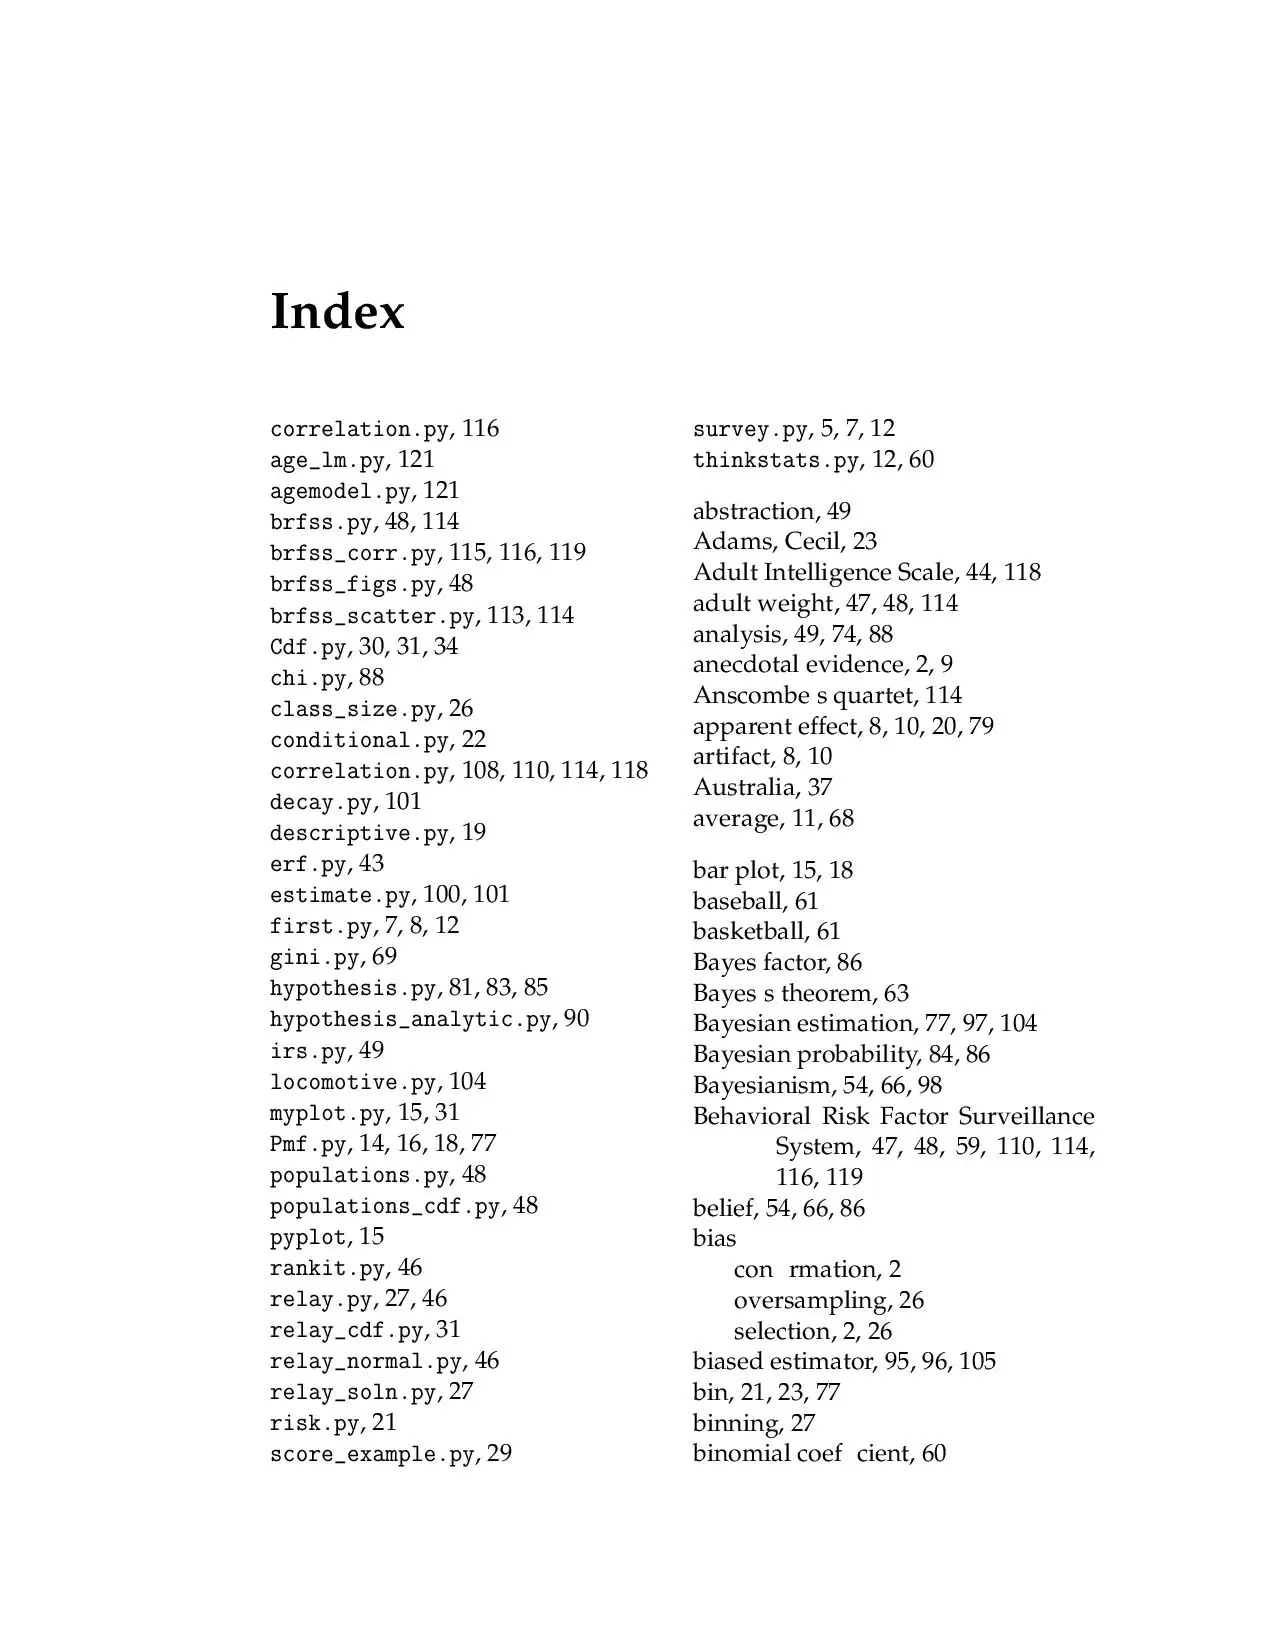 Index
correlation.py, 116
age_lm.py, 121
agemodel.py, 121
brfss.py, 48, 114
brfss_corr.py, 115, 116, 119
brfss_figs.py, 48
brfss_scatter.py, 113, 114
Cdf.py, 30, 31, 34
chi.py, 88
class_size.py, 26
conditional.py, 22
correlation.py, 108, 110, 114, 118
decay.py, 101
descriptive.py, 19
erf.py, 43
estimate.py, 100, 101
first.py, 7, 8, 12
gini.py, 69
hypothesis.py, 81, 83, 85
hypothesis_analytic.py, 90
irs.py, 49
locomotive.py, 104
myplot.py, 15, 31
Pmf.py, 14, 16, 18, 77
populations.py, 48
populations_cdf.py, 48
pyplot, 15
rankit.py, 46
relay.py, 27, 46
relay_cdf.py, 31
relay_normal.py, 46
relay_soln.py, 27
risk.py, 21
score_example.py, 29
survey.py, 5, 7, 12
thinkstats.py, 12, 60
abstraction, 49
Adams, Cecil, 23
Adult Intelligence Scale, 44, 118
adult weight, 47, 48, 114
analysis, 49, 74, 88
anecdotal evidence, 2, 9
Anscombe s quartet, 114
apparent effect, 8, 10, 20, 79
artifact, 8, 10
Australia, 37
average, 11, 68
bar plot, 15, 18
baseball, 61
basketball, 61
Bayes factor, 86
Bayes s theorem, 63
Bayesian estimation, 77, 97, 104
Bayesian probability, 84, 86
Bayesianism, 54, 66, 98
Behavioral Risk Factor Surveillance
System, 47, 48, 59, 110, 114,
116, 119
belief, 54, 66, 86
bias
con rmation, 2
oversampling, 26
selection, 2, 26
biased estimator, 95, 96, 105
bin, 21, 23, 77
binning, 27
binomial coef cient, 60